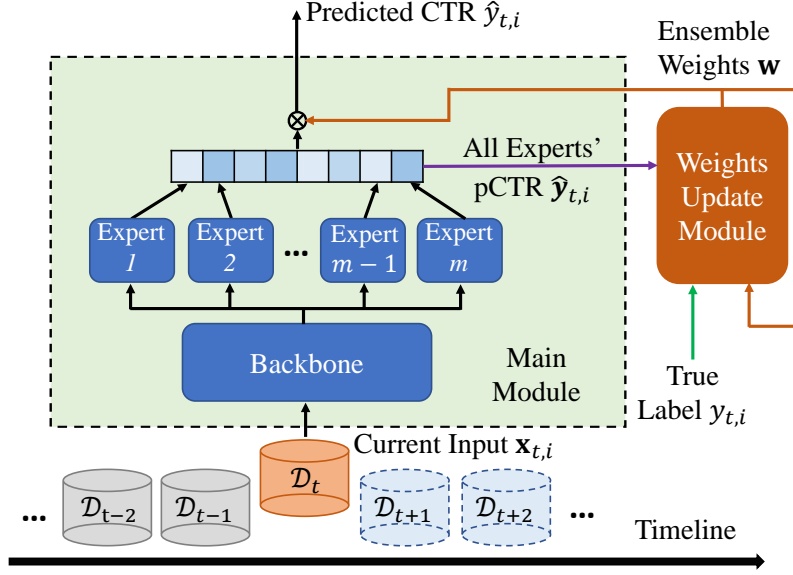 Predicted CTR ŷ_{t,i}
Ensemble
Weights w
All Experts'
pCTR ŷ_{t,i}
Weights
Update
Module
Expert
1
Expert
2
...
Expert
m − 1
Expert
m
Backbone
Main
Module
True
Label y_{t,i}
Current Input x_{t,i}
...
𝒟_{t−2}
𝒟_{t−1}
𝒟_t
𝒟_{t+1}
𝒟_{t+2}
...
Timeline